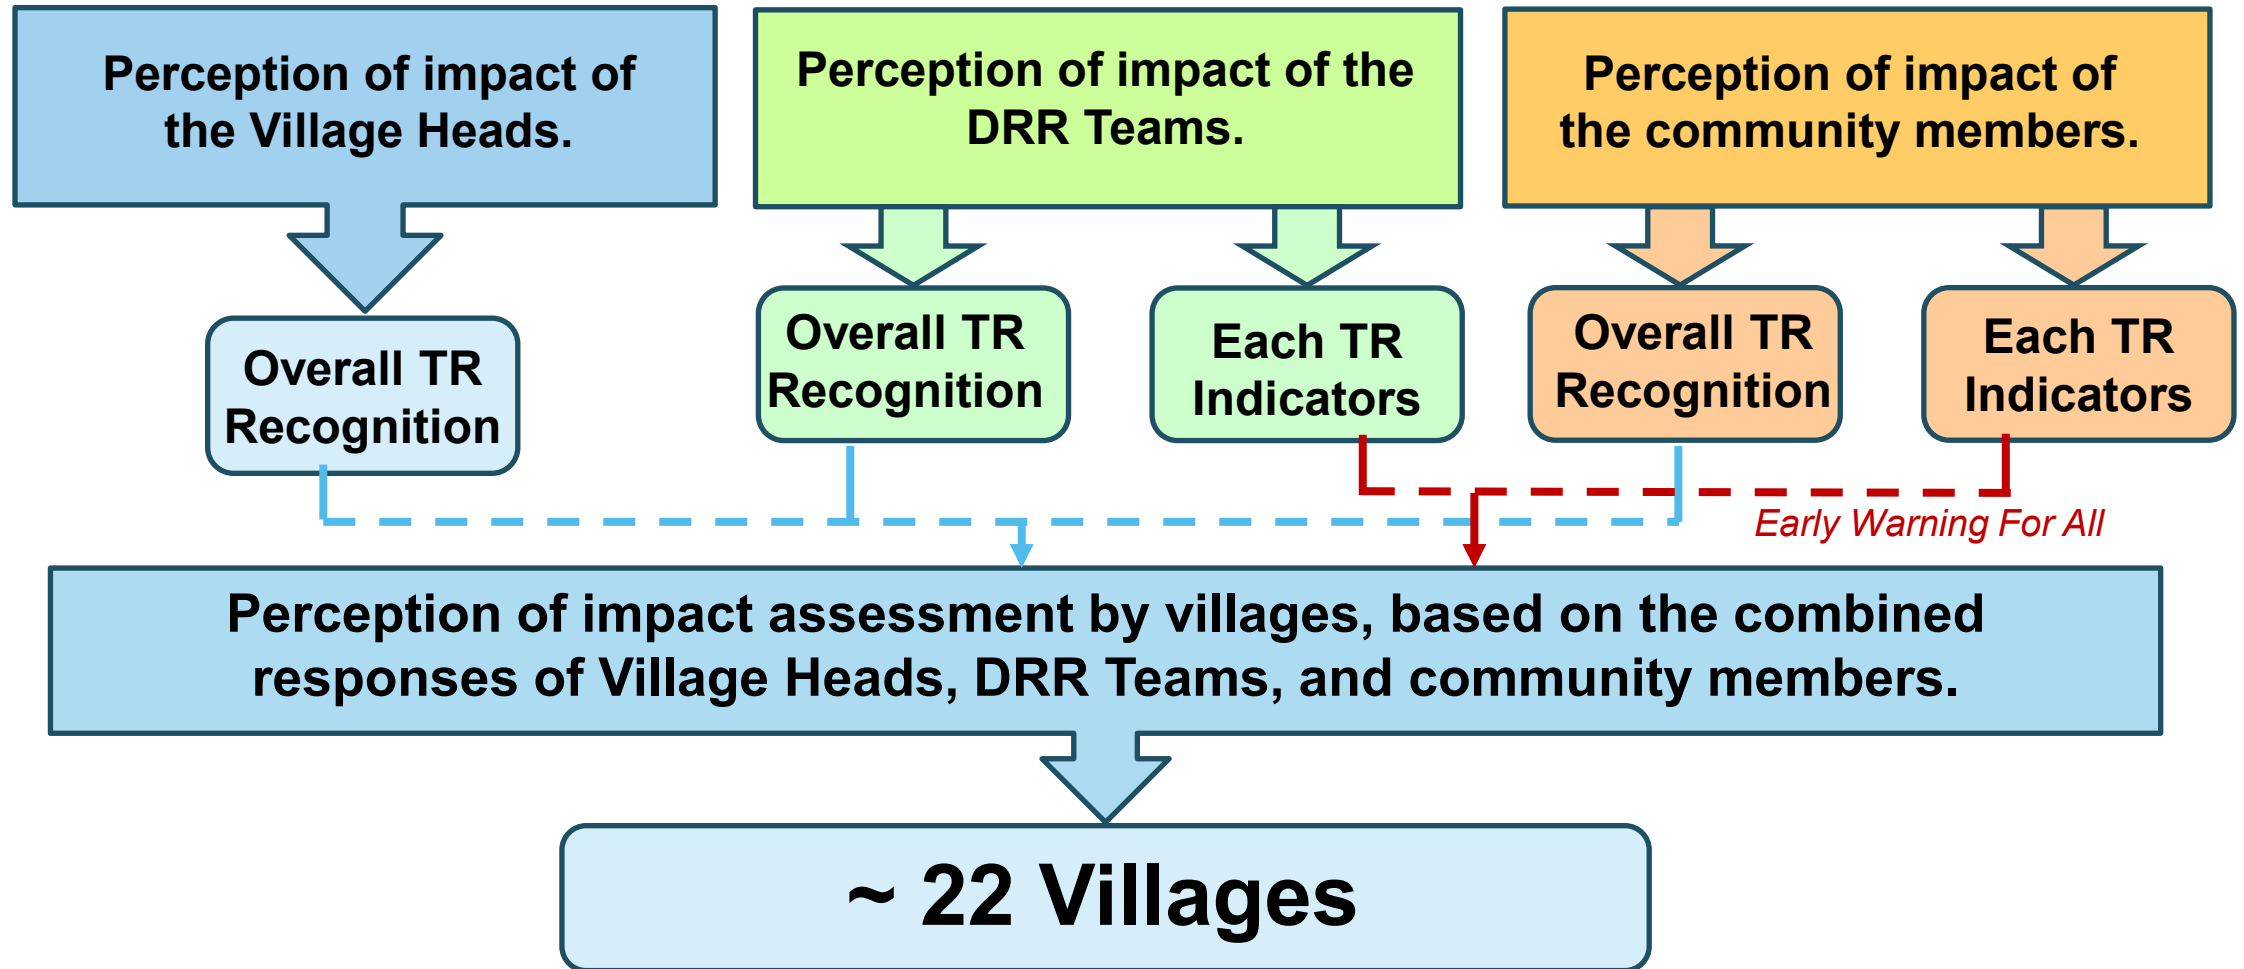 Perception of impact of
the Village Heads.
Perception of impact of the
DRR Teams.
Perception of impact of
the community members.
Overall TR
Recognition
Overall TR
Recognition
Each TR
Indicators
Overall TR
Recognition
Each TR
Indicators
Early Warning For All
Perception of impact assessment by villages, based on the combined
responses of Village Heads, DRR Teams, and community members.
~ 22 Villages